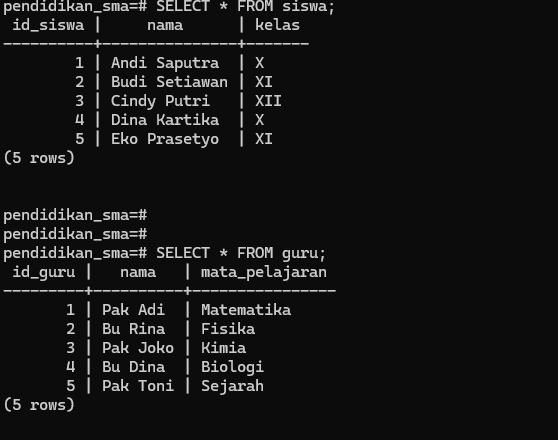 pendidikan_sma=# SELECT * FROM siswa;
 id_siswa |     nama      | kelas
----------+---------------+-------
        1 | Andi Saputra  | X
        2 | Budi Setiawan | XI
        3 | Cindy Putri   | XII
        4 | Dina Kartika  | X
        5 | Eko Prasetyo  | XI
(5 rows)
pendidikan_sma=#
pendidikan_sma=#
pendidikan_sma=# SELECT * FROM guru;
 id_guru |   nama   | mata_pelajaran
---------+----------+----------------
       1 | Pak Adi  | Matematika
       2 | Bu Rina  | Fisika
       3 | Pak Joko | Kimia
       4 | Bu Dina  | Biologi
       5 | Pak Toni | Sejarah
(5 rows)